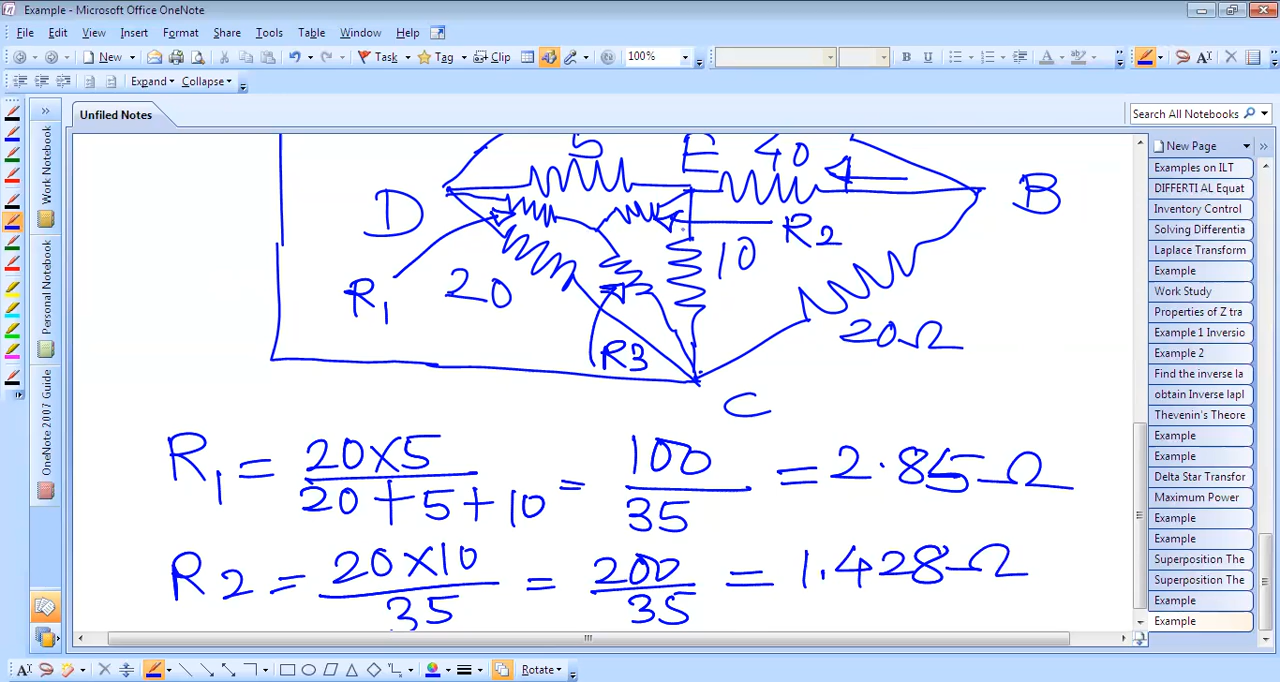 Example - Microsoft Office OneNote
File Edit View Insert Format Share Tools Table Window Help
New Task Tag Clip 100% B U
Expand Collapse
Unfiled Notes
Search All Notebooks
Work Notebook
Personal Notebook
OneNote 2007 Guide
New Page
Examples on ILT
DIFFERTI AL Equat
Inventory Control
Solving Differentia
Laplace Transform
Example
Work Study
Properties of Z tra
Example 1 Inversio
Example 2
Find the inverse la
obtain Inverse lapl
Thevenin's Theore
Example
Example
Delta Star Transfor
Maximum Power
Example
Example
Superposition The
Superposition The
Example
Example
5 E 40
D B
R2
10
R1 20
R3 20Ω
C
R1 = 20×5 / 20+5+10 = 100 / 35 = 2.85Ω
R2 = 20×10 / 35 = 200 / 35 = 1.428Ω
A Rotate